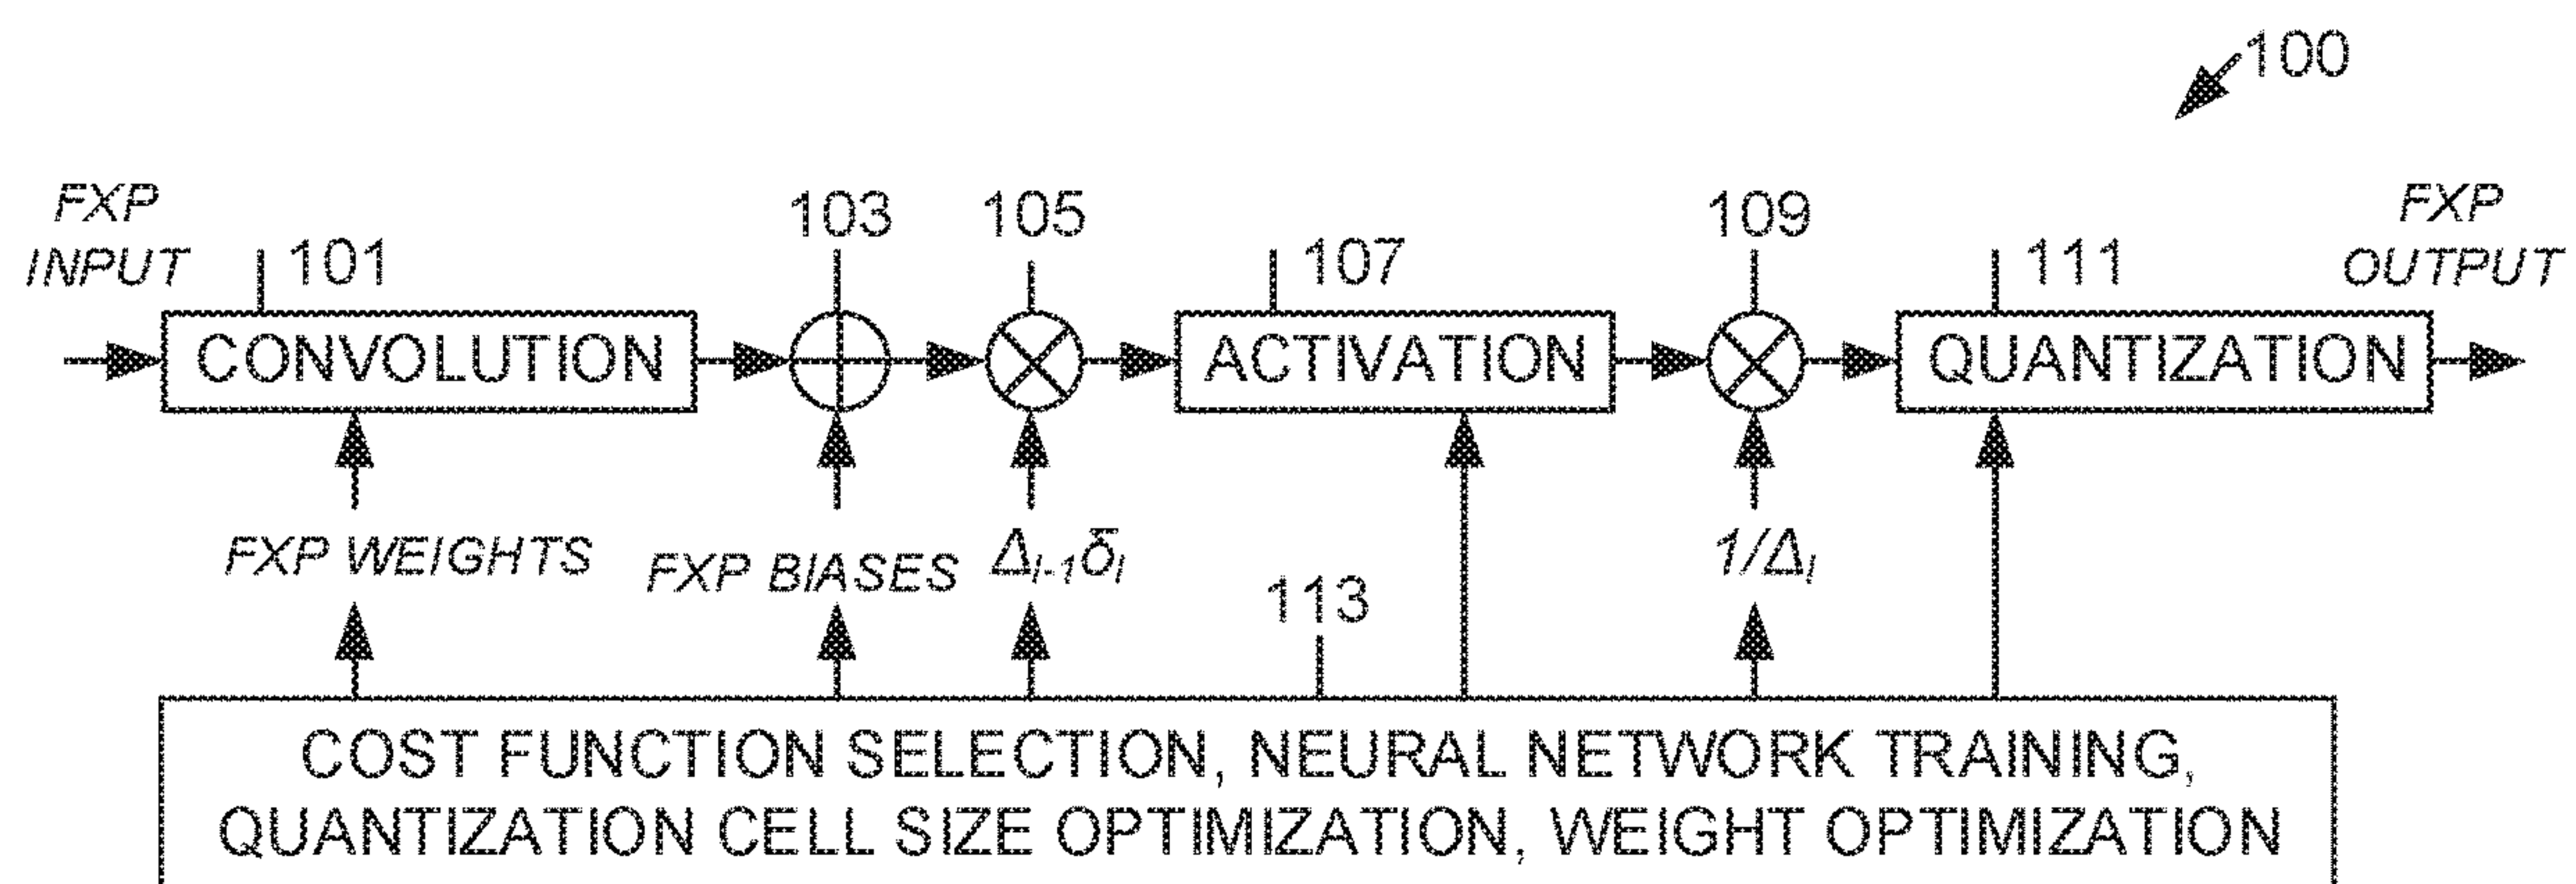 100
FXP
INPUT
101
103
105
107
109
111
FXP
OUTPUT
CONVOLUTION
ACTIVATION
QUANTIZATION
FXP WEIGHTS
FXP BIASES
Δl-1δl
113
1/Δl
COST FUNCTION SELECTION, NEURAL NETWORK TRAINING,
QUANTIZATION CELL SIZE OPTIMIZATION, WEIGHT OPTIMIZATION